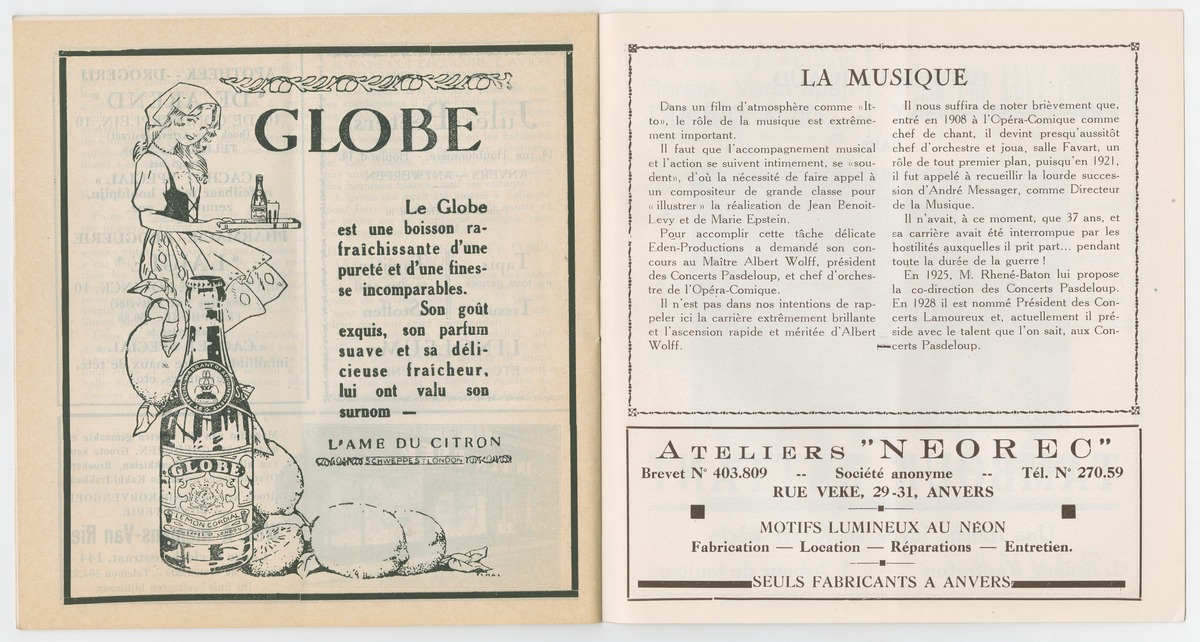 GLOBE
Le Globe
est une boisson ra-
fraîchissante d'une
pureté et d'une fines-
se incomparables.
Son goût
exquis, son parfum
suave et sa déli-
cieuse fraicheur,
lui ont valu son
surnom —
L'AME DU CITRON
SCHWEPPES : LONDON
GLOBE
LEMON CORDIAL
LA MUSIQUE
Dans un film d'atmosphère comme «It-
to», le rôle de la musique est extrême-
ment important.
Il faut que l'accompagnement musical
et l'action se suivent intimement, se «sou-
dent», d'où la nécessité de faire appel à
un compositeur de grande classe pour
« illustrer » la réalisation de Jean Benoit-
Levy et de Marie Epstein.
Pour accomplir cette tâche délicate
Eden-Productions a demandé son con-
cours au Maître Albert Wolff, président
des Concerts Pasdeloup, et chef d'orches-
tre de l'Opéra-Comique.
Il n'est pas dans nos intentions de rap-
peler ici la carrière extrêmement brillante
et l'ascension rapide et méritée d'Albert
Wolff.
Il nous suffira de noter brièvement que,
entré en 1908 à l'Opéra-Comique comme
chef de chant, il devint presqu'aussitôt
chef d'orchestre et joua, salle Favart, un
rôle de tout premier plan, puisqu'en 1921,
il fut appelé à recueillir la lourde succes-
sion d'André Messager, comme Directeur
de la Musique.
Il n'avait, à ce moment, que 37 ans, et
sa carrière avait été interrompue par les
hostilités auxquelles il prit part... pendant
toute la durée de la guerre !
En 1925, M. Rhené-Baton lui propose
la co-direction des Concerts Pasdeloup.
En 1928 il est nommé Président des Con-
certs Lamoureux et, actuellement il pré-
side avec le talent que l'on sait, aux Con-
certs Pasdeloup.
ATELIERS "NEOREC"
Brevet N° 403.809 -- Société anonyme -- Tél. N° 270.59
RUE VEKE, 29-31, ANVERS
MOTIFS LUMINEUX AU NÉON
Fabrication — Location — Réparations — Entretien.
SEULS FABRICANTS A ANVERS